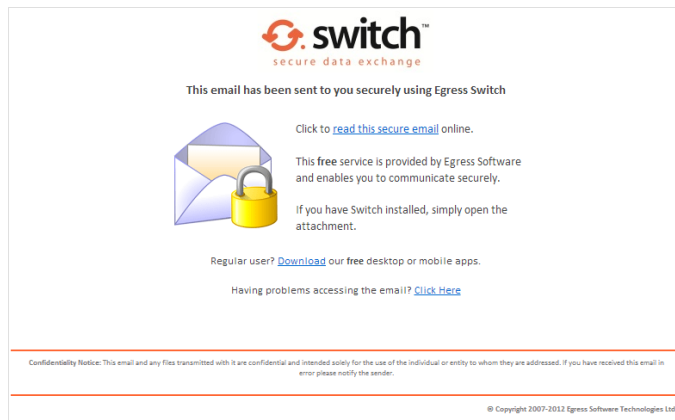 switch™
secure data exchange
This email has been sent to you securely using Egress Switch
Click to read this secure email online.
This free service is provided by Egress Software
and enables you to communicate securely.
If you have Switch installed, simply open the
attachment.
Regular user? Download our free desktop or mobile apps.
Having problems accessing the email? Click Here
Confidentiality Notice: This email and any files transmitted with it are confidential and intended solely for the use of the individual or entity to whom they are addressed. If you have received this email in
error please notify the sender.
© Copyright 2007-2012 Egress Software Technologies Ltd